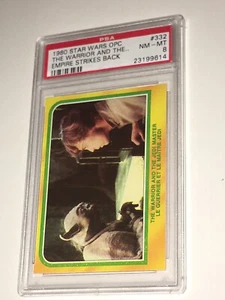 PSA
1980 STAR WARS OPC
#332
THE WARRIOR AND THE..
NM-MT
EMPIRE STRIKES BACK
8
23199614
THE WARRIOR AND THE JEDI MASTER
LE GUERRIER ET LE MAÎTRE JEDI